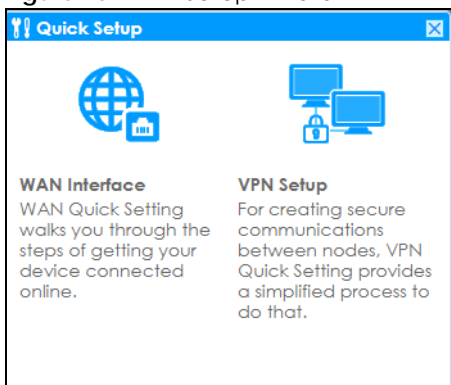 Quick Setup
WAN Interface
WAN Quick Setting
walks you through the
steps of getting your
device connected
online.
VPN Setup
For creating secure
communications
between nodes, VPN
Quick Setting provides
a simplified process to
do that.